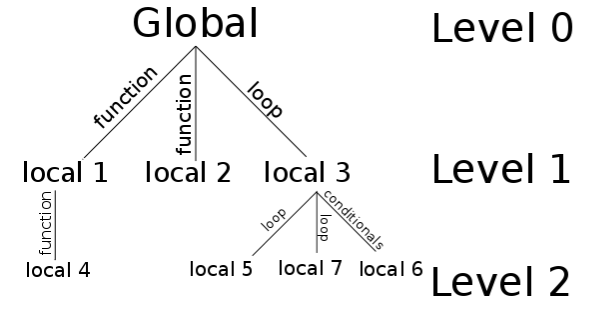 Global
Level 0
function
function
loop
local 1
local 2
local 3
Level 1
function
loop
loop
conditionals
local 4
local 5
local 7
local 6
Level 2